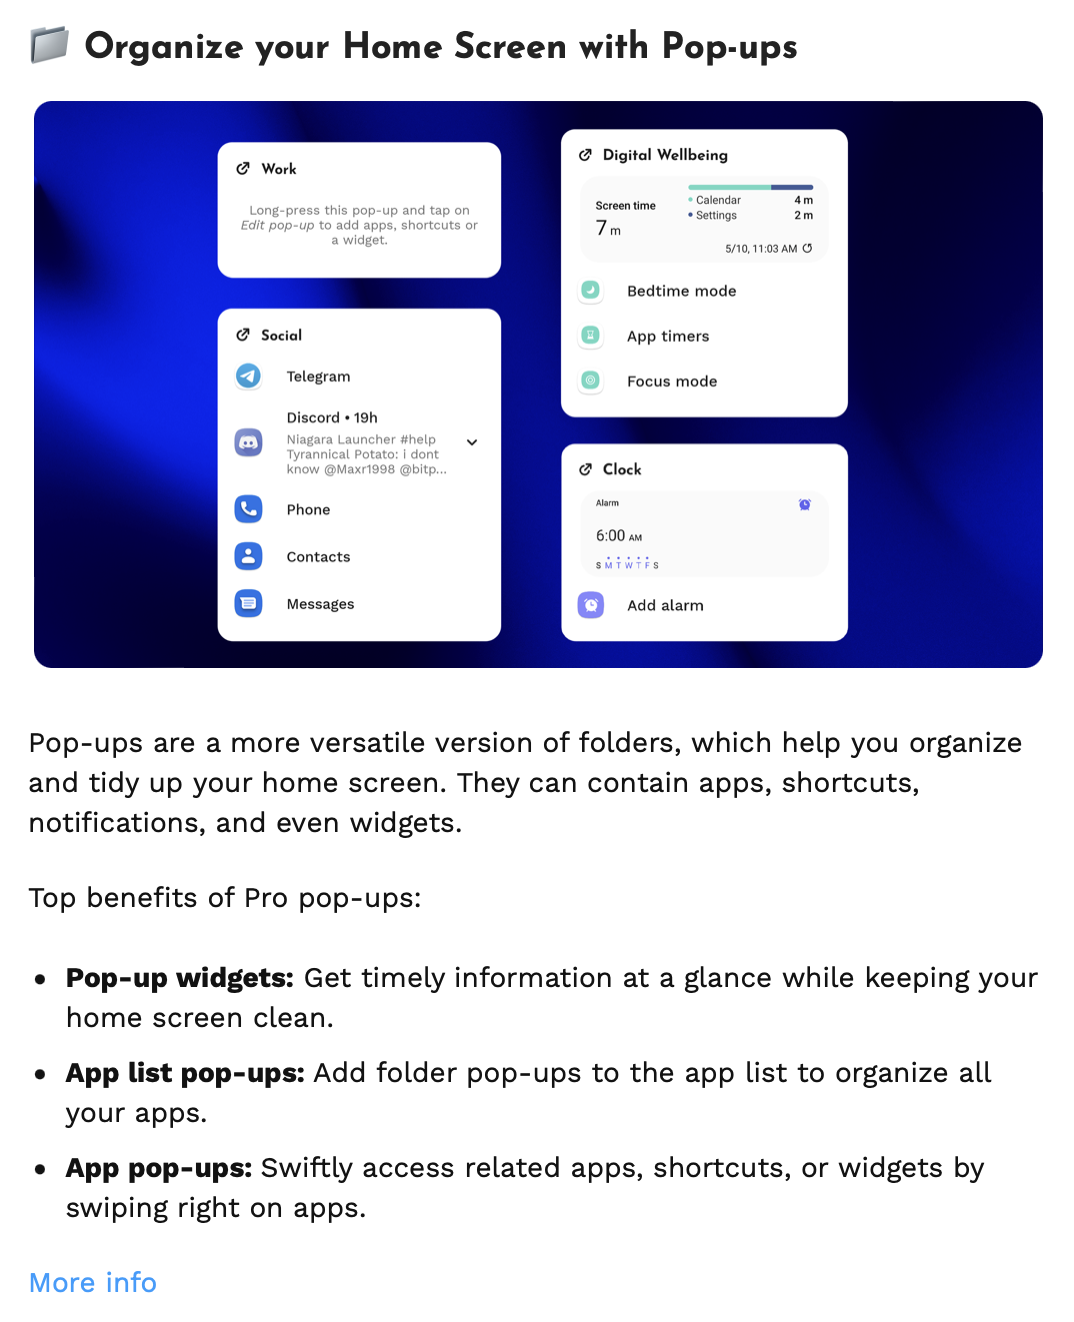 Organize your Home Screen with Pop-ups
Work
Long-press this pop-up and tap on
Edit pop-up to add apps, shortcuts or
a widget.
Social
Telegram
Discord • 19h
Niagara Launcher #help
Tyrannical Potato: i dont
know @Maxr1998 @bitp...
Phone
Contacts
Messages
Digital Wellbeing
Screen time
7 m
Calendar 4 m
Settings 2 m
5/10, 11:03 AM
Bedtime mode
App timers
Focus mode
Clock
Alarm
6:00 AM
S M T W T F S
Add alarm
Pop-ups are a more versatile version of folders, which help you organize
and tidy up your home screen. They can contain apps, shortcuts,
notifications, and even widgets.
Top benefits of Pro pop-ups:
• Pop-up widgets: Get timely information at a glance while keeping your
home screen clean.
• App list pop-ups: Add folder pop-ups to the app list to organize all
your apps.
• App pop-ups: Swiftly access related apps, shortcuts, or widgets by
swiping right on apps.
More info